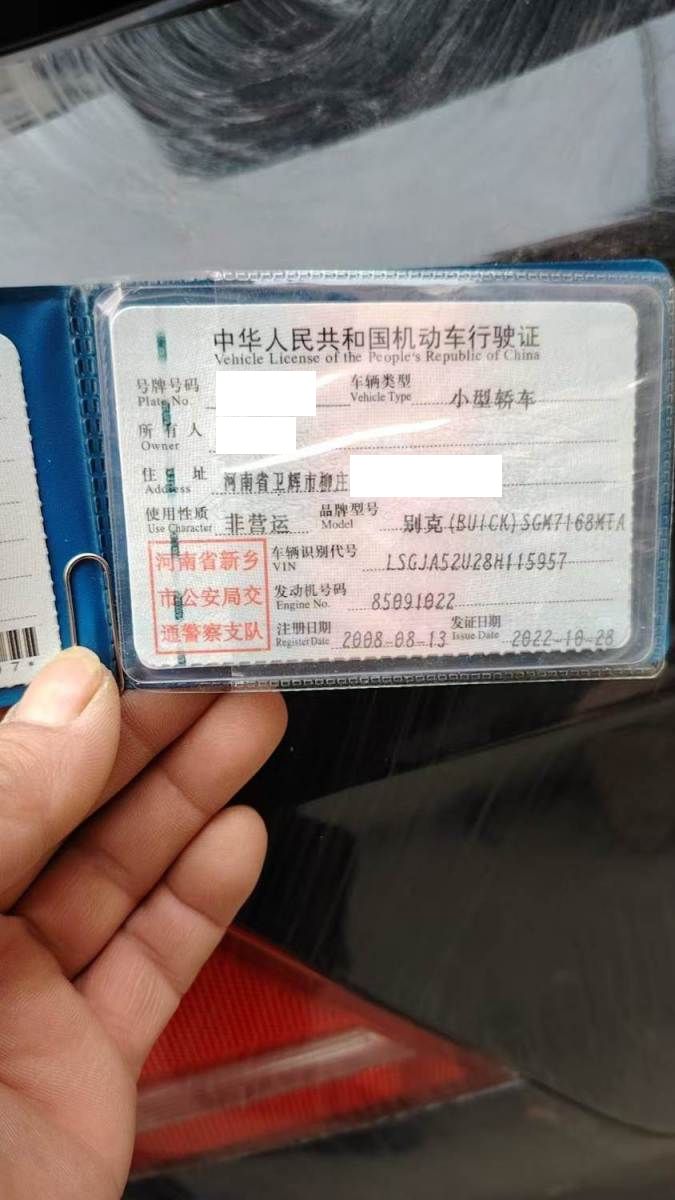 中华人民共和国机动车行驶证
Vehicle License of the People's Republic of China
号牌号码 Plate No. 车辆类型 Vehicle Type 小型轿车
所有人 Owner
住址 Address 河南省卫辉市柳庄
使用性质 Use Character 非营运 品牌型号 Model 别克(BUICK)SGM7168MTA
车辆识别代号 VIN LSGJA52U28H115957
发动机号码 Engine No. 85091022
注册日期 Register Date 2008-08-13 发证日期 Issue Date 2022-10-28
河南省新乡
市公安局交
通警察支队
7*